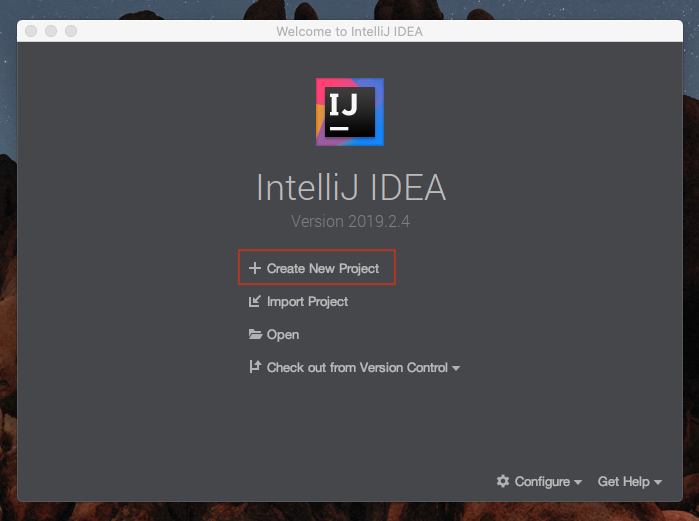 Welcome to IntelliJ IDEA
IJ
IntelliJ IDEA
Version 2019.2.4
Create New Project
Import Project
Open
Check out from Version Control
Configure
Get Help